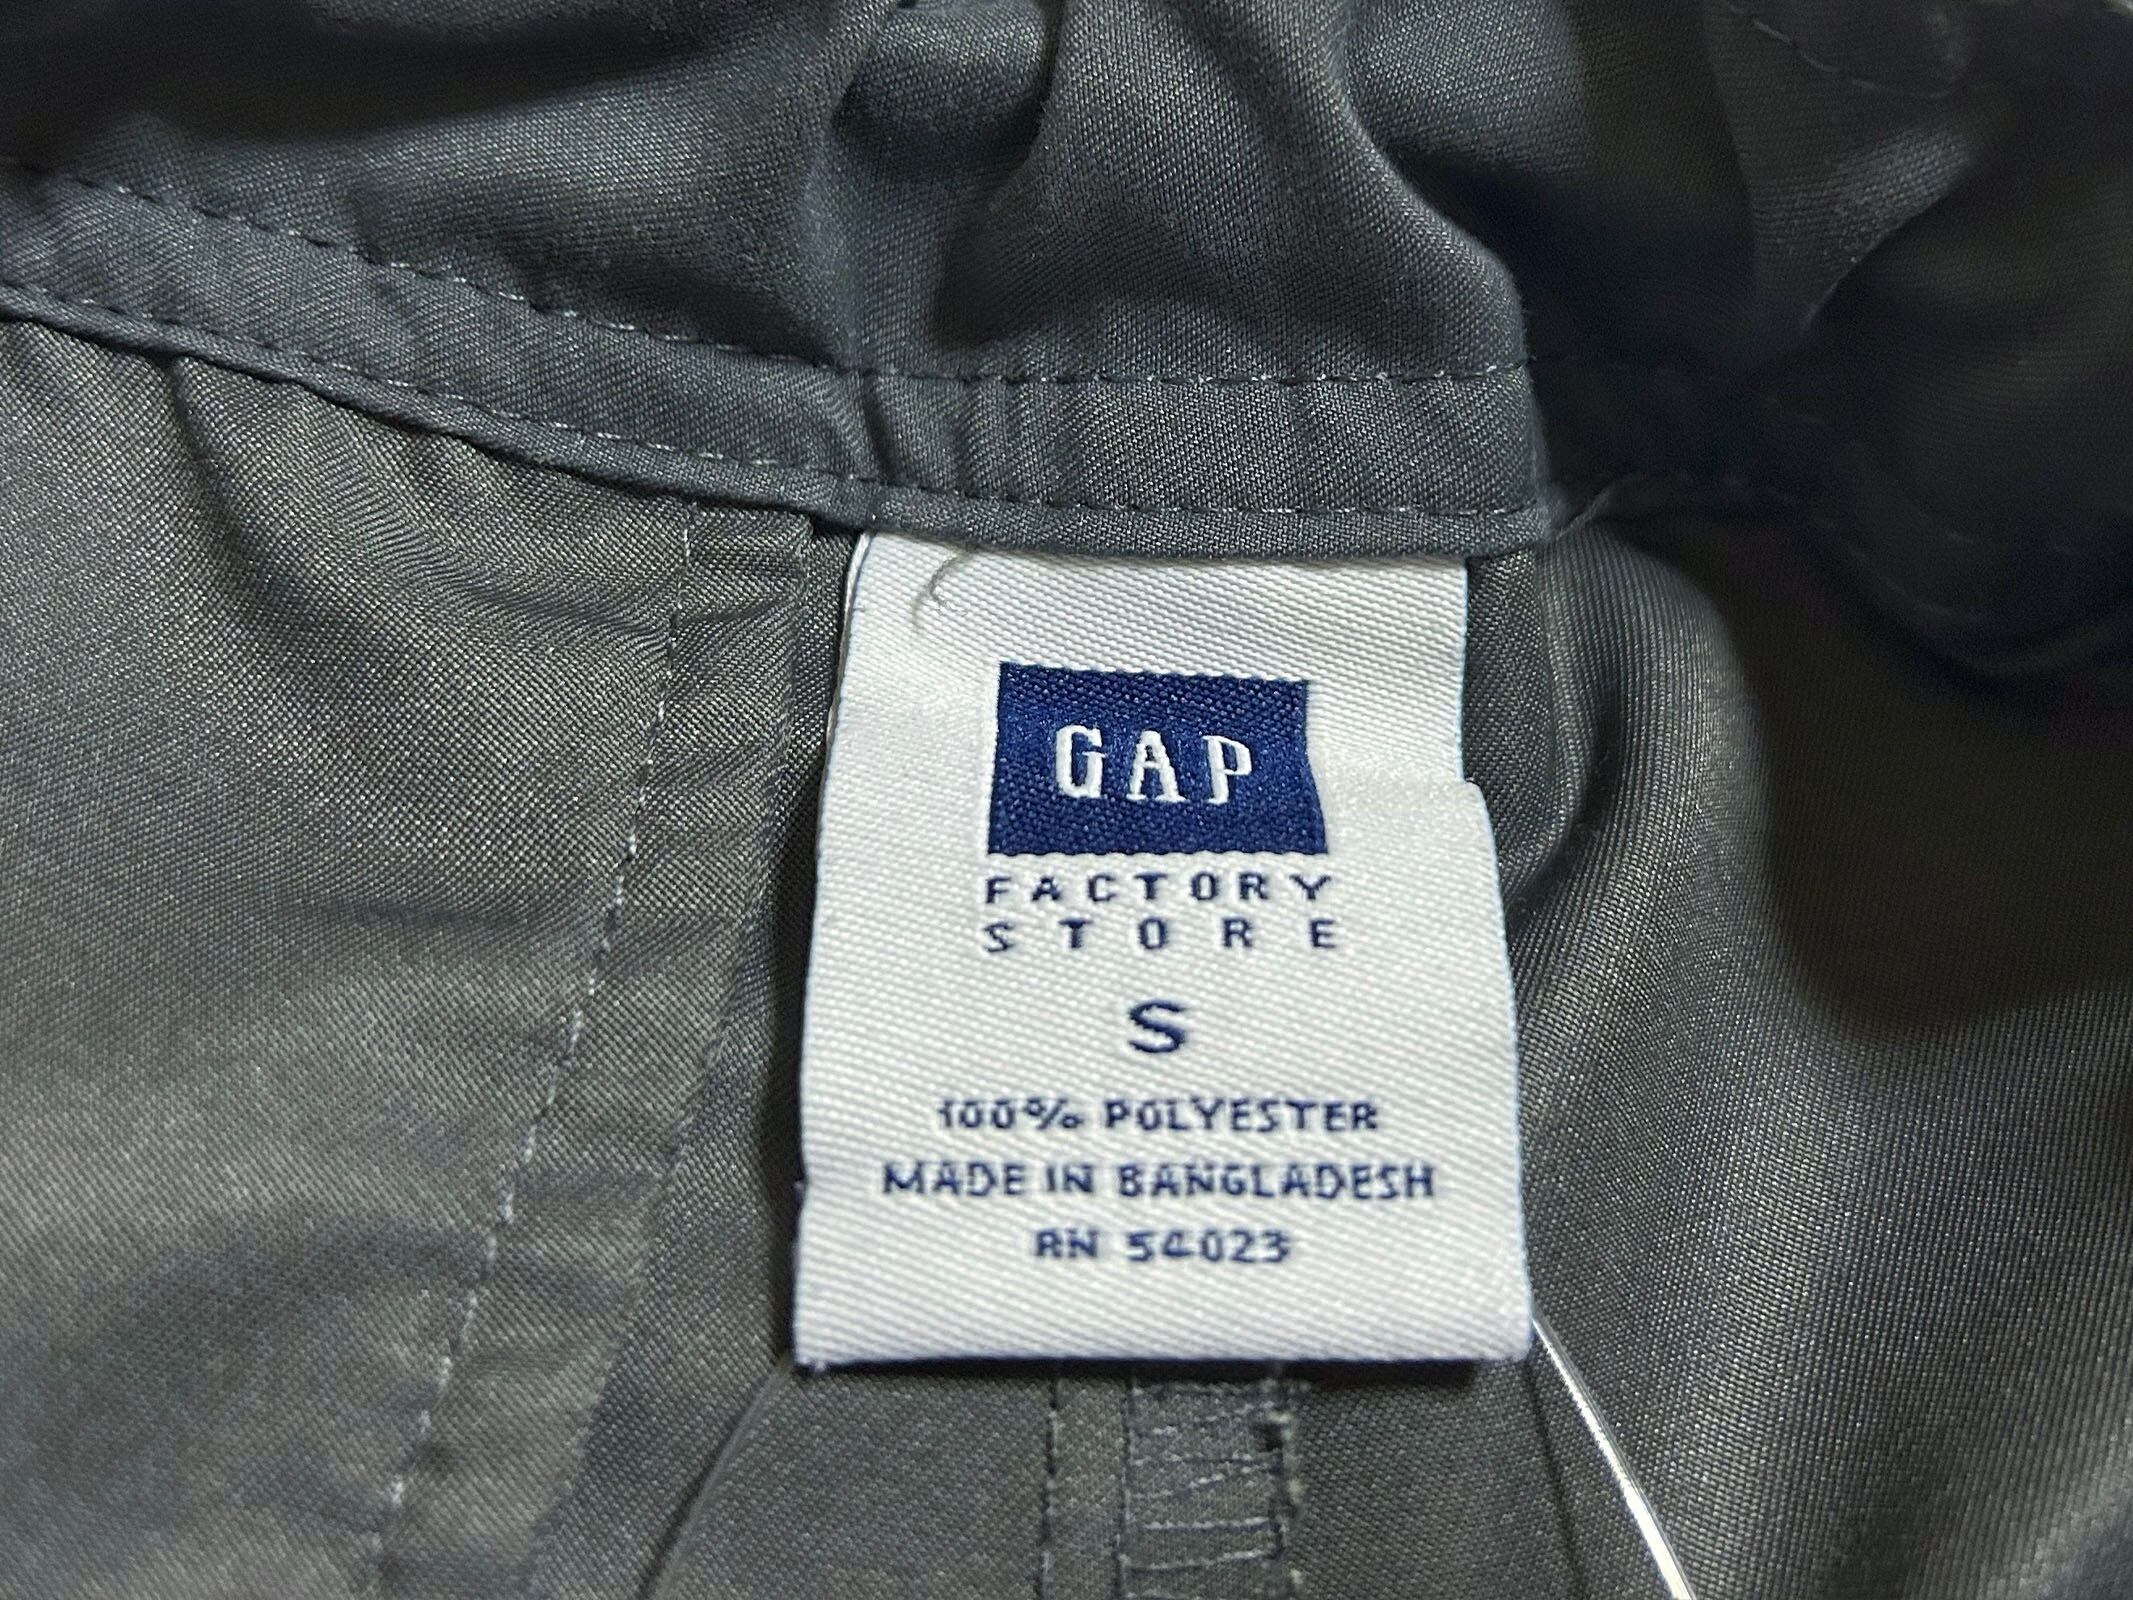 GAP
FACTORY
STORE
S
100% POLYESTER
MADE IN BANGLADESH
RN 54023